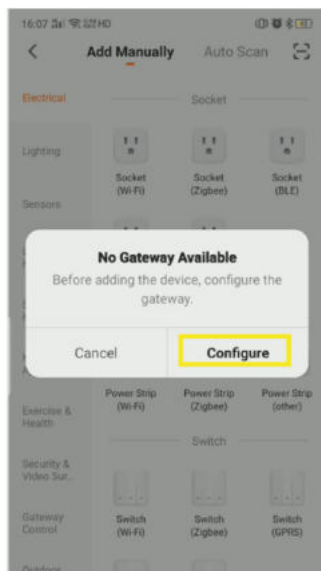 16:07
HD
Add Manually Auto Scan
Electrical
Socket
Lighting
Socket
(Wi-Fi)
Socket
(Zigbee)
Socket
(BLE)
Sensors
No Gateway Available
Before adding the device, configure the
gateway.
Cancel Configure
Power Strip
(Wi-Fi)
Power Strip
(Zigbee)
Power Strip
(other)
Exercise &
Health
Switch
Security &
Video Sur...
Gateway
Control
Switch
(Wi-Fi)
Switch
(Zigbee)
Switch
(GPRS)
Outdoor